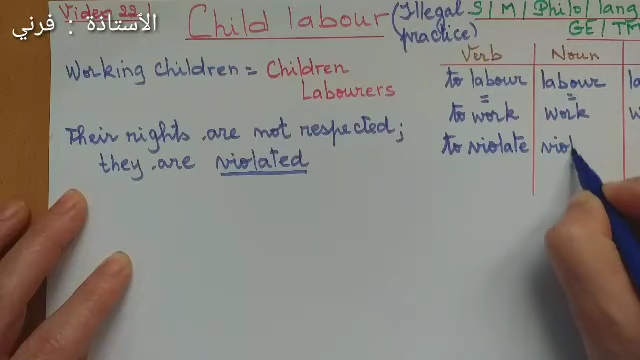 الأستاذة : فرني
Video 22
Child labour (Illegal practice)
S / M / Philo / lang
GE / TM
Working children = Children
Labourers
Their rights are not respected;
they are violated
Verb Noun
to labour labour la
= =
to work work w
to violate viol